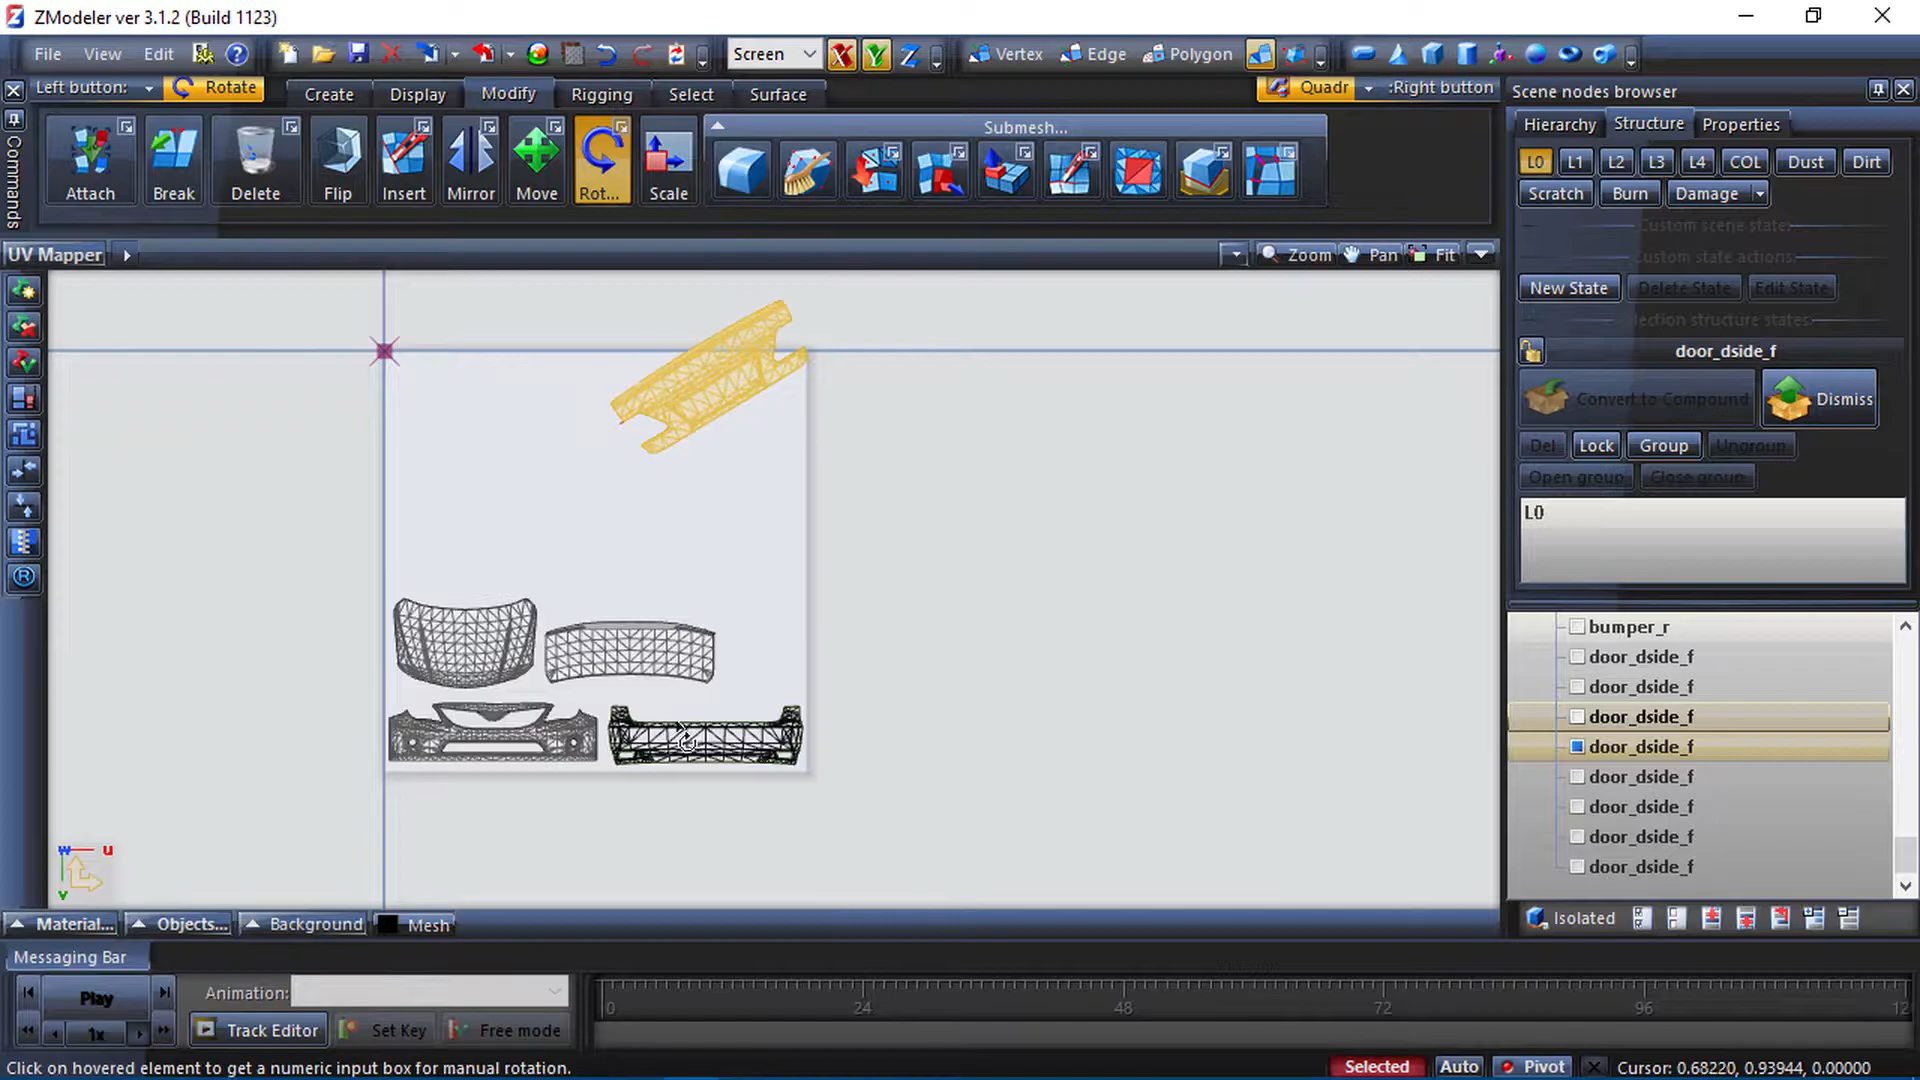 ZModeler ver 3.1.2 (Build 1123)
File View Edit Screen Vertex Edge Polygon
Left button: Rotate Create Display Modify Rigging Select Surface Quadr :Right button
Scene nodes browser
Hierarchy Structure Properties
Commands
Attach Break Delete Flip Insert Mirror Move Rot... Scale
Submesh...
L0 L1 L2 L3 L4 COL Dust Dirt
Scratch Burn Damage
Custom scene state:
Custom state actions:
New State Delete State Edit State
election structure states:
door_dside_f
Convert to Compound Dismiss
Del Lock Group Ungroup
Open group Close group
L0
UV Mapper Zoom Pan Fit
w u
v
bumper_r
door_dside_f
door_dside_f
door_dside_f
door_dside_f
door_dside_f
door_dside_f
door_dside_f
door_dside_f
Isolated
Material... Objects... Background Mesh
Messaging Bar
Play Animation:
1x Track Editor Set Key Free mode
0 24 48 72 96 12
Click on hovered element to get a numeric input box for manual rotation.
Selected Auto Pivot Cursor: 0.68220, 0.93944, 0.00000